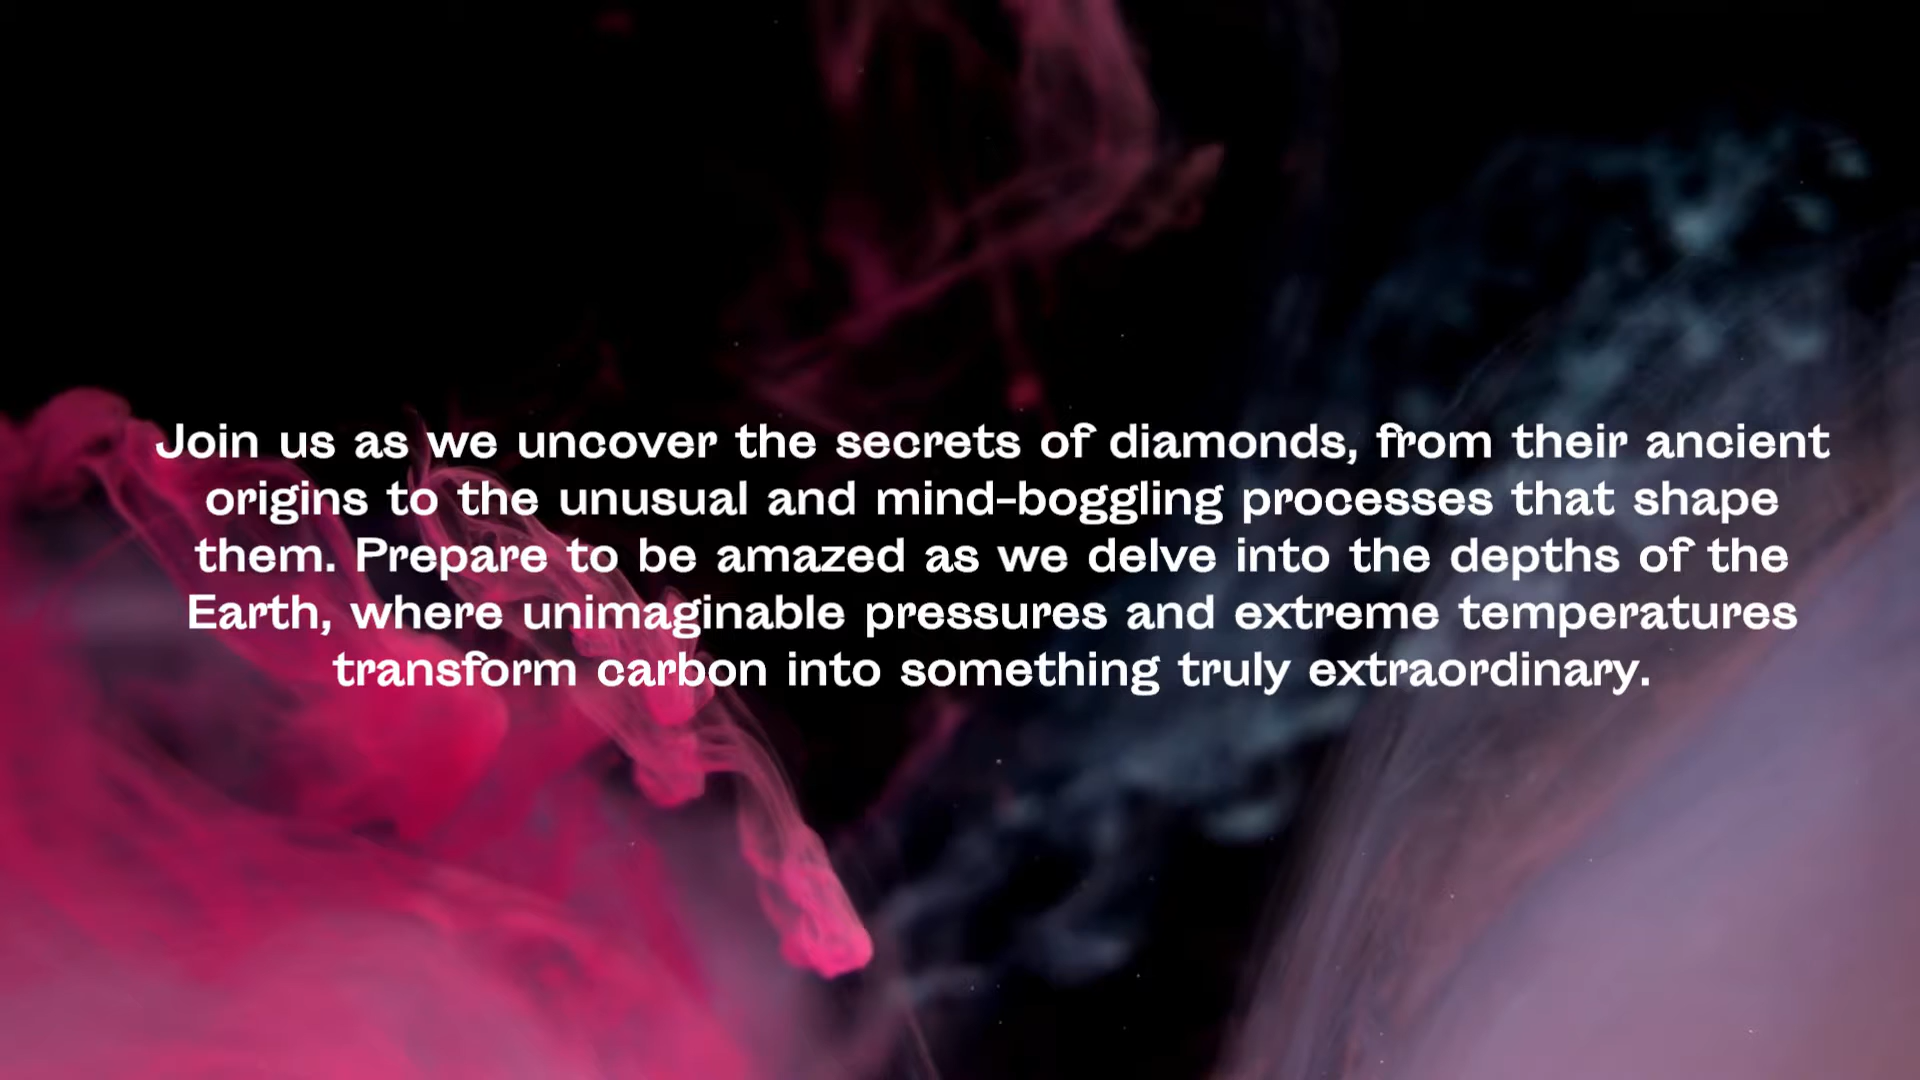 Join us as we uncover the secrets of diamonds, from their ancient
origins to the unusual and mind-boggling processes that shape
them. Prepare to be amazed as we delve into the depths of the
Earth, where unimaginable pressures and extreme temperatures
transform carbon into something truly extraordinary.